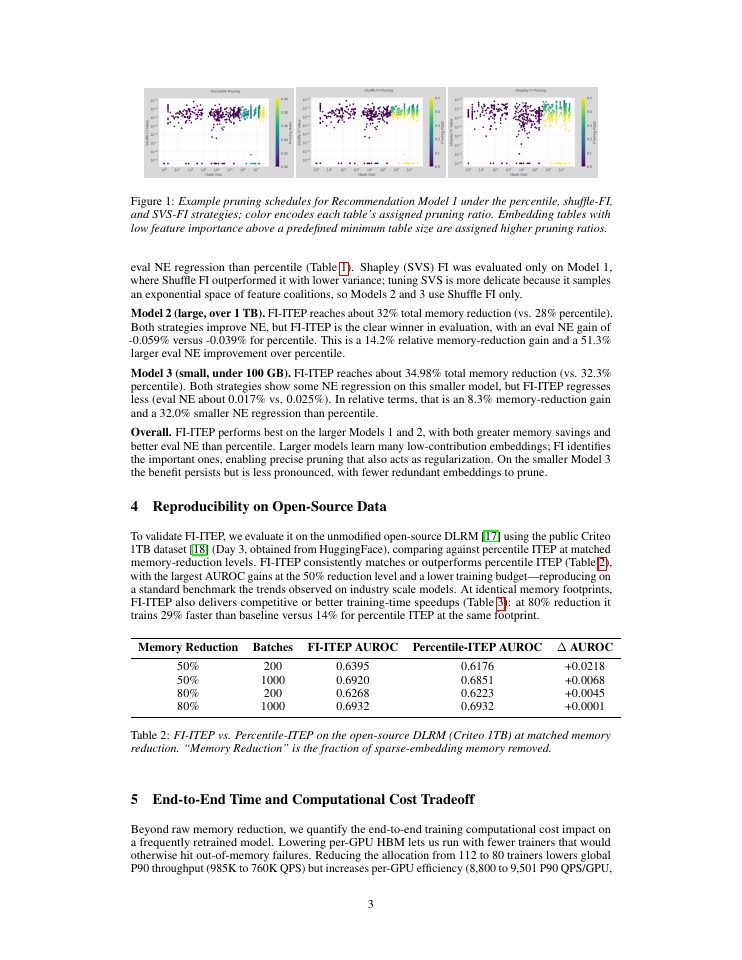 Percentile Pruning
Shuffle FI Pruning
Shapley FI Pruning
Figure 1: Example pruning schedules for Recommendation Model 1 under the percentile, shuffle-FI,
and SVS-FI strategies; color encodes each table's assigned pruning ratio. Embedding tables with
low feature importance above a predefined minimum table size are assigned higher pruning ratios.
eval NE regression than percentile (Table 1). Shapley (SVS) FI was evaluated only on Model 1,
where Shuffle FI outperformed it with lower variance; tuning SVS is more delicate because it samples
an exponential space of feature coalitions, so Models 2 and 3 use Shuffle FI only.
Model 2 (large, over 1 TB). FI-ITEP reaches about 32% total memory reduction (vs. 28% percentile).
Both strategies improve NE, but FI-ITEP is the clear winner in evaluation, with an eval NE gain of
-0.059% versus -0.039% for percentile. This is a 14.2% relative memory-reduction gain and a 51.3%
larger eval NE improvement over percentile.
Model 3 (small, under 100 GB). FI-ITEP reaches about 34.98% total memory reduction (vs. 32.3%
percentile). Both strategies show some NE regression on this smaller model, but FI-ITEP regresses
less (eval NE about 0.017% vs. 0.025%). In relative terms, that is an 8.3% memory-reduction gain
and a 32.0% smaller NE regression than percentile.
Overall. FI-ITEP performs best on the larger Models 1 and 2, with both greater memory savings and
better eval NE than percentile. Larger models learn many low-contribution embeddings; FI identifies
the important ones, enabling precise pruning that also acts as regularization. On the smaller Model 3
the benefit persists but is less pronounced, with fewer redundant embeddings to prune.
4 Reproducibility on Open-Source Data
To validate FI-ITEP, we evaluate it on the unmodified open-source DLRM [17] using the public Criteo
1TB dataset [18] (Day 3, obtained from HuggingFace), comparing against percentile ITEP at matched
memory-reduction levels. FI-ITEP consistently matches or outperforms percentile ITEP (Table 2),
with the largest AUROC gains at the 50% reduction level and a lower training budget—reproducing on
a standard benchmark the trends observed on industry scale models. At identical memory footprints,
FI-ITEP also delivers competitive or better training-time speedups (Table 3): at 80% reduction it
trains 29% faster than baseline versus 14% for percentile ITEP at the same footprint.
Memory Reduction Batches FI-ITEP AUROC Percentile-ITEP AUROC Δ AUROC
50% 200 0.6395 0.6176 +0.0218
50% 1000 0.6920 0.6851 +0.0068
80% 200 0.6268 0.6223 +0.0045
80% 1000 0.6932 0.6932 +0.0001
Table 2: FI-ITEP vs. Percentile-ITEP on the open-source DLRM (Criteo 1TB) at matched memory
reduction. "Memory Reduction" is the fraction of sparse-embedding memory removed.
5 End-to-End Time and Computational Cost Tradeoff
Beyond raw memory reduction, we quantify the end-to-end training computational cost impact on
a frequently retrained model. Lowering per-GPU HBM lets us run with fewer trainers that would
otherwise hit out-of-memory failures. Reducing the allocation from 112 to 80 trainers lowers global
P90 throughput (985K to 760K QPS) but increases per-GPU efficiency (8,800 to 9,501 P90 QPS/GPU,
3